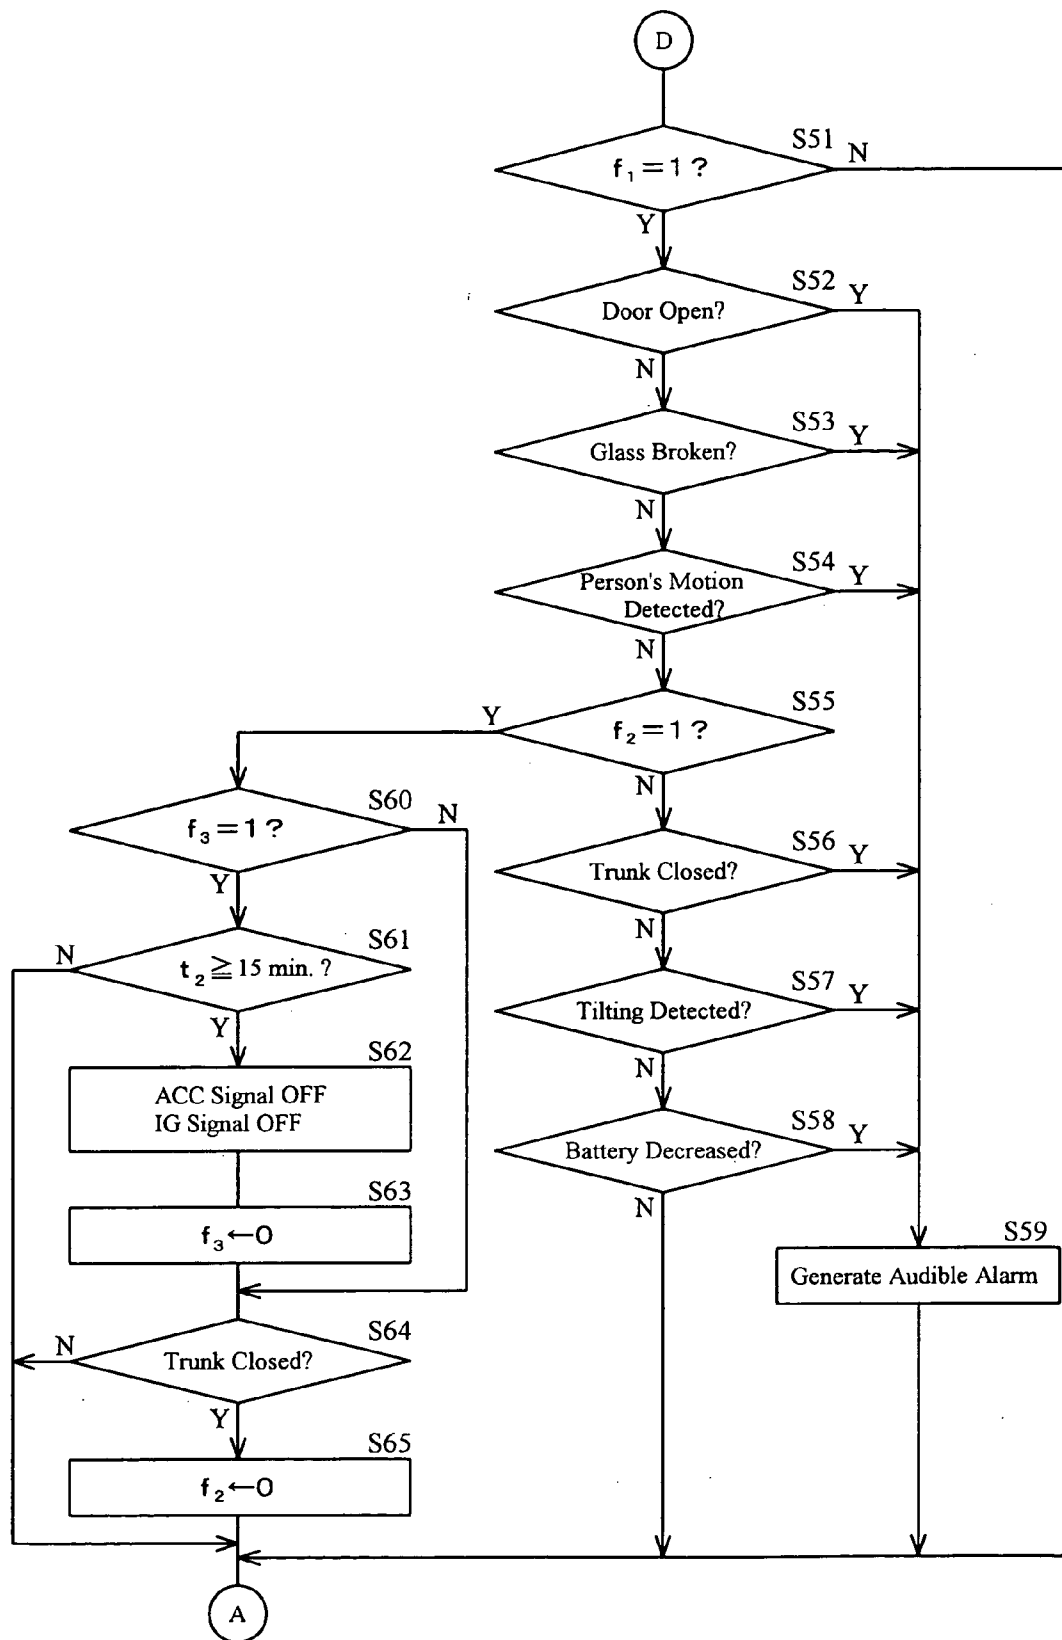 D
S51
f₁=1?
N
Y
S52
Door Open?
Y
N
S53
Glass Broken?
Y
N
S54
Person's Motion
Detected?
Y
N
S55
f₂=1?
Y
N
S60
f₃=1?
N
Y
S56
Trunk Closed?
Y
N
S61
t₂≧15 min. ?
N
Y
S57
Tilting Detected?
Y
N
S62
ACC Signal OFF
IG Signal OFF
S58
Battery Decreased?
Y
N
S63
f₃←0
S59
Generate Audible Alarm
S64
Trunk Closed?
N
Y
S65
f₂←0
A